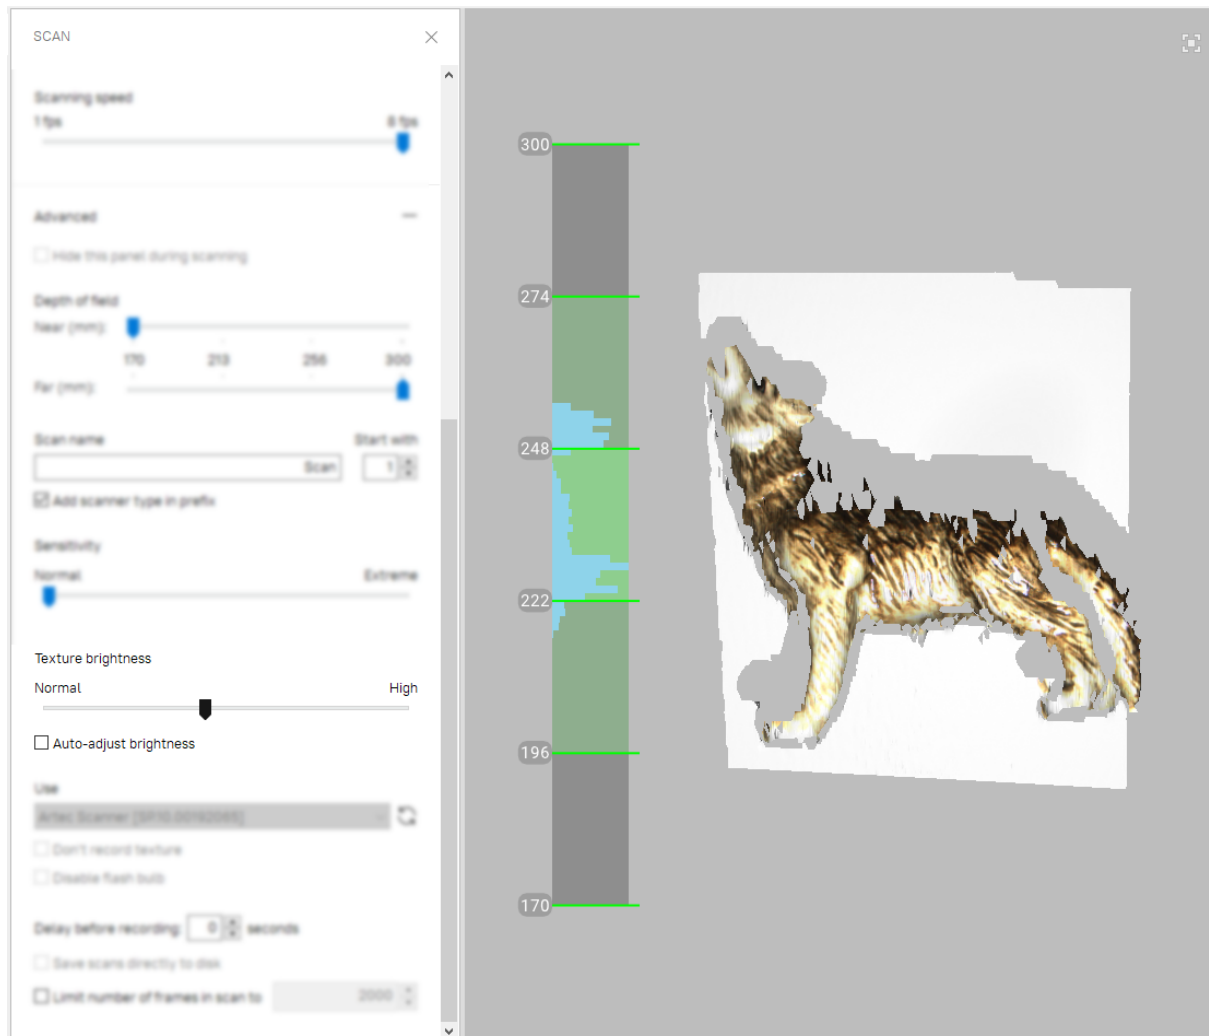 SCAN
Scanning speed
1 fps 8 fps
Advanced
Hide this panel during scanning
Depth of field
Near (mm):
170 213 256 300
Far (mm):
Scan name Start with
Scan 1
Add scanner type in prefix
Sensitivity
Normal Extreme
Texture brightness
Normal High
Auto-adjust brightness
Use
Artec Scanner
Don't record texture
Disable flash bulb
Delay before recording: 0 seconds
Save scans directly to disk
Limit number of frames in scan to 2000
300
274
248
222
196
170